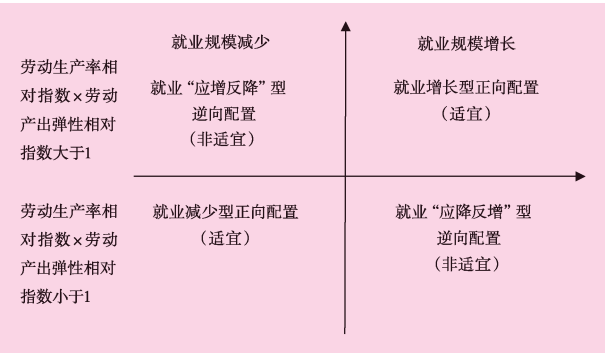 就业规模减少
就业规模增长
劳动生产率相
对指数×劳动
产出弹性相对
指数大于1
就业“应增反降”型
逆向配置
（非适宜）
就业增长型正向配置
（适宜）
劳动生产率相
对指数×劳动
产出弹性相对
指数小于1
就业减少型正向配置
（适宜）
就业“应降反增”型
逆向配置
（非适宜）